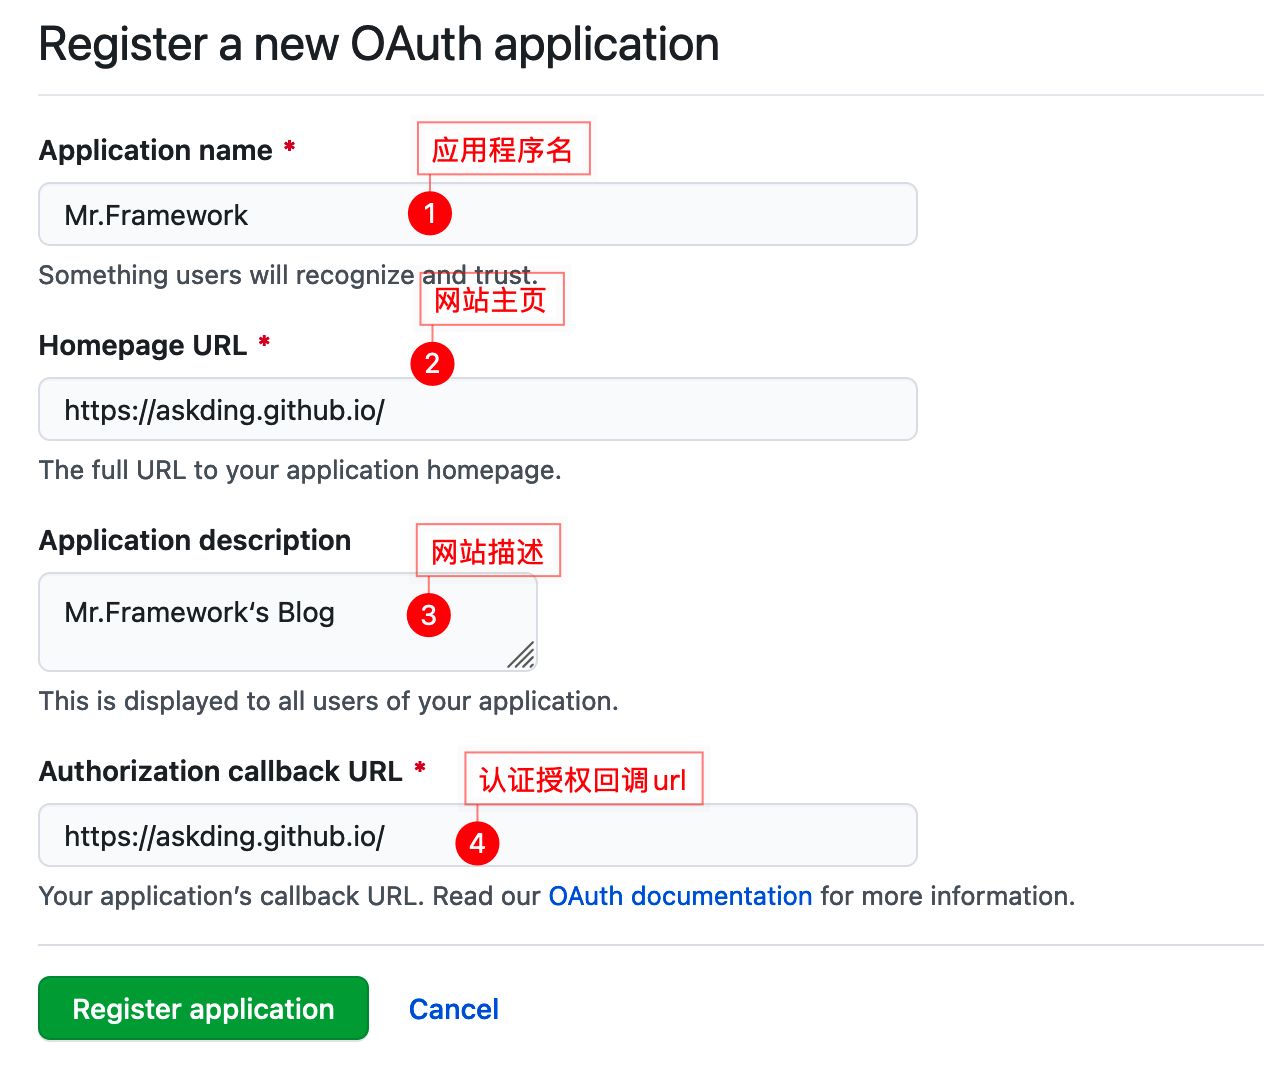 Register a new OAuth application
Application name *
应用程序名
Mr.Framework
1
Something users will recognize and trust.
网站主页
Homepage URL *
2
https://askding.github.io/
The full URL to your application homepage.
Application description
网站描述
Mr.Framework‘s Blog
3
This is displayed to all users of your application.
Authorization callback URL *
认证授权回调url
https://askding.github.io/
4
Your application’s callback URL. Read our OAuth documentation for more information.
Register application
Cancel